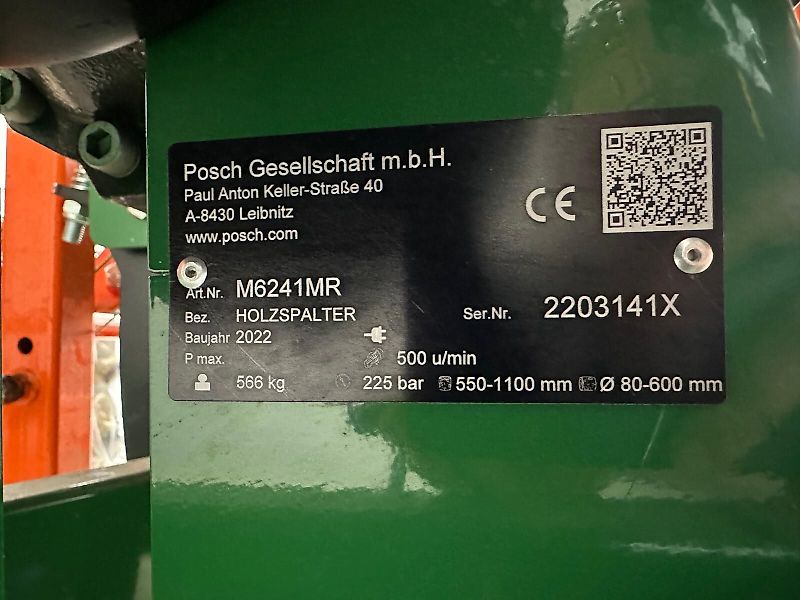 Posch Gesellschaft m.b.H.
Paul Anton Keller-Straße 40
A-8430 Leibnitz
www.posch.com
CE
Art.Nr. M6241MR
Bez. HOLZSPALTER
Ser.Nr. 2203141X
Baujahr 2022
P max. 500 u/min
566 kg 225 bar 550-1100 mm Ø 80-600 mm